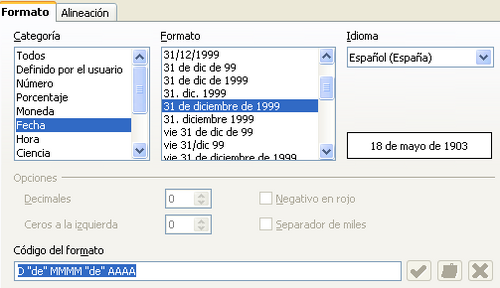 Formato Alineación
Categoría Formato Idioma
Todos
Definido por el usuario
Número
Porcentaje
Moneda
Fecha
Hora
Ciencia
31/12/1999
31 de dic de 99
31 de dic de 1999
31. dic. 1999
31 de diciembre de 1999
31. diciembre 1999
vie 31/dic de 99
vie 31/dic 99
vie 31 de diciembre de 1999
Español (España)
18 de mayo de 1903
Opciones
Decimales 0 Negativo en rojo
Ceros a la izquierda 0 Separador de miles
Código del formato
D "de" MMMM "de" AAAA